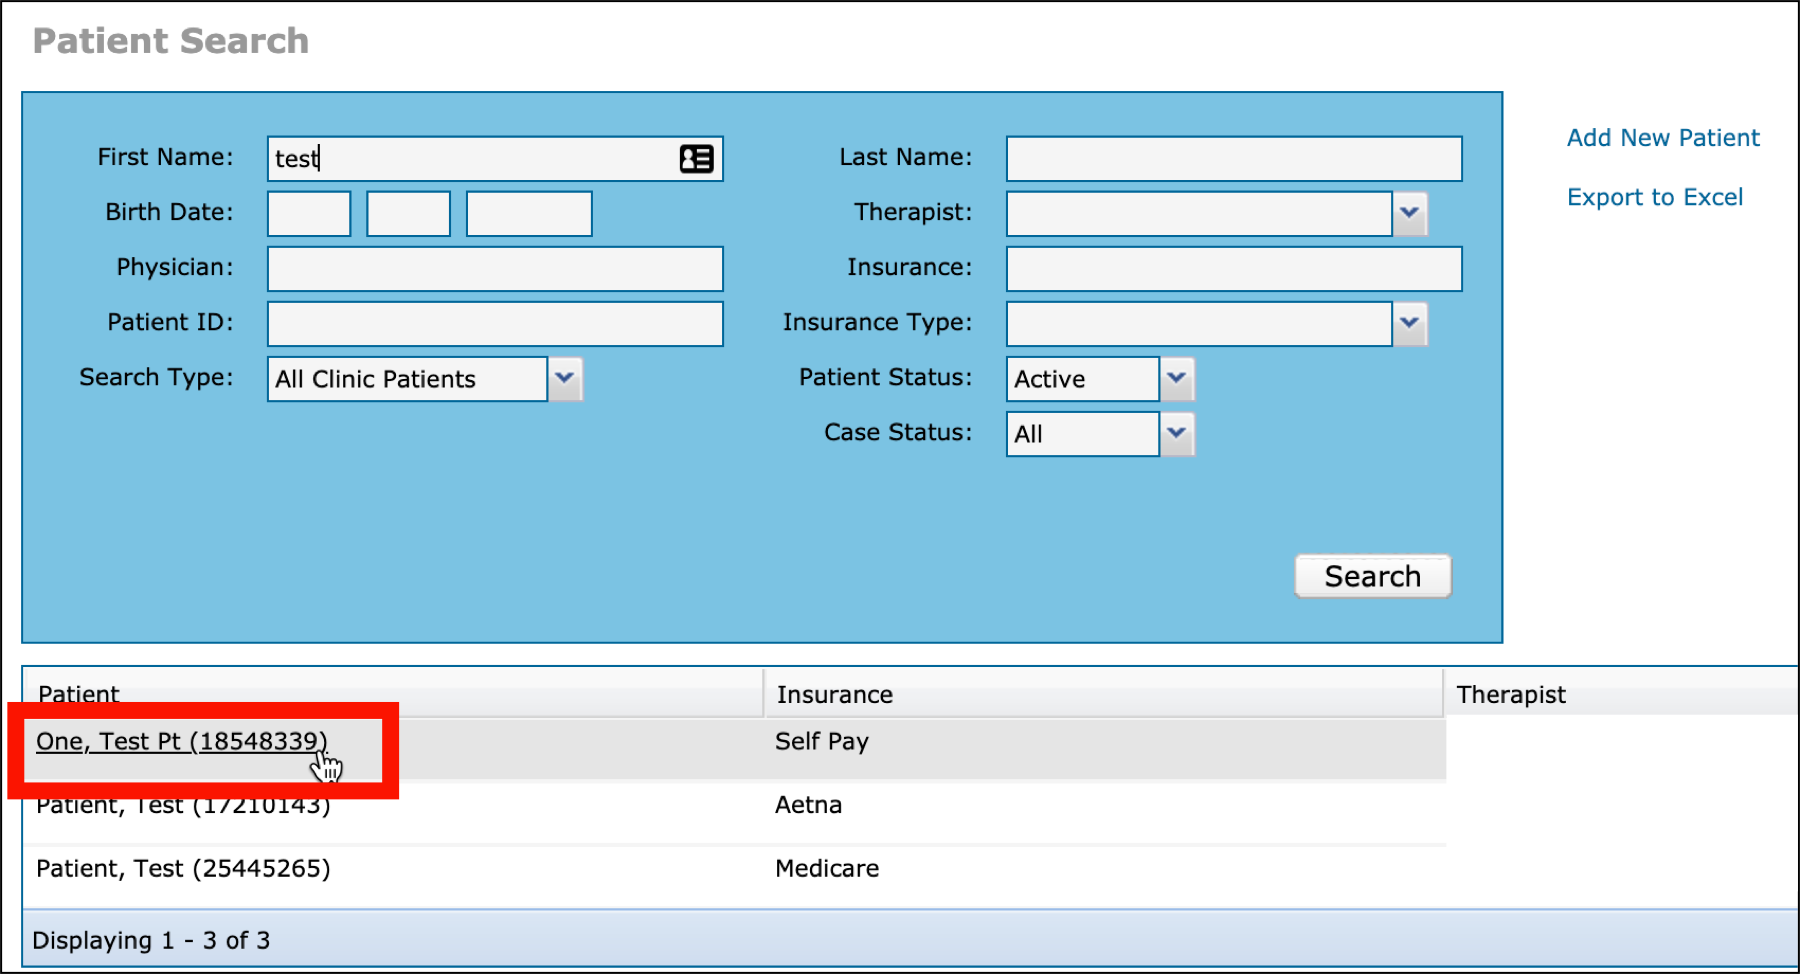 Patient Search
First Name: test Last Name: Add New Patient
Birth Date: Therapist: Export to Excel
Physician: Insurance:
Patient ID: Insurance Type:
Search Type: All Clinic Patients Patient Status: Active
Case Status: All
Search
Patient Insurance Therapist
One, Test Pt (18548339) Self Pay
Patient, Test (17210143) Aetna
Patient, Test (25445265) Medicare
Displaying 1 - 3 of 3